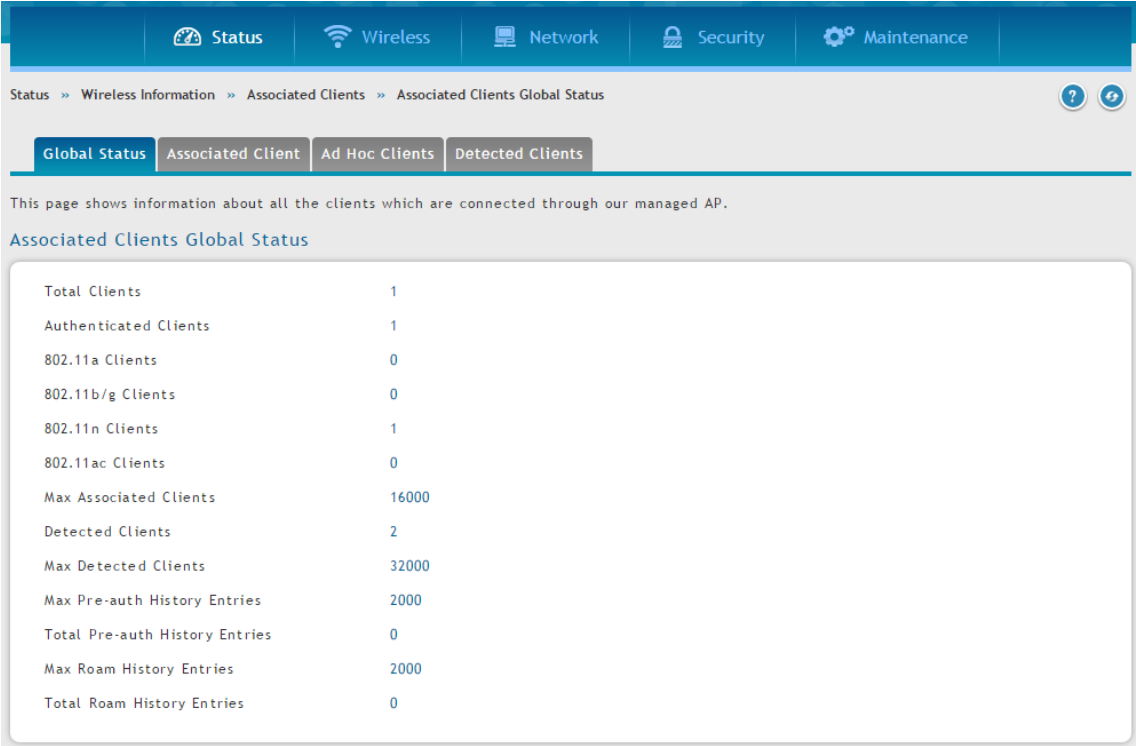 Status Wireless Network Security Maintenance
Status » Wireless Information » Associated Clients » Associated Clients Global Status ?
Global Status Associated Client Ad Hoc Clients Detected Clients
This page shows information about all the clients which are connected through our managed AP.
Associated Clients Global Status
Total Clients 1
Authenticated Clients 1
802.11a Clients 0
802.11b/g Clients 0
802.11n Clients 1
802.11ac Clients 0
Max Associated Clients 16000
Detected Clients 2
Max Detected Clients 32000
Max Pre-auth History Entries 2000
Total Pre-auth History Entries 0
Max Roam History Entries 2000
Total Roam History Entries 0